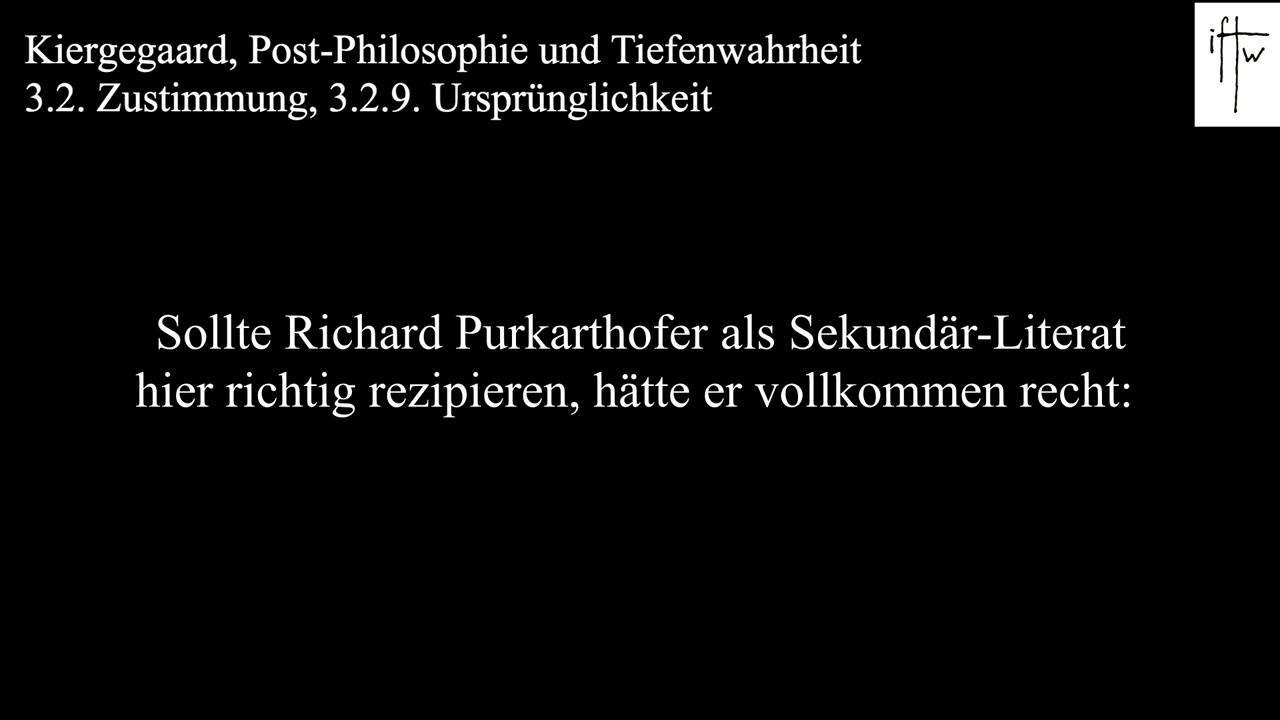 Kiergegaard, Post-Philosophie und Tiefenwahrheit
3.2. Zustimmung, 3.2.9. Ursprünglichkeit
iftw
Sollte Richard Purkarthofer als Sekundär-Literat
hier richtig rezipieren, hätte er vollkommen recht: